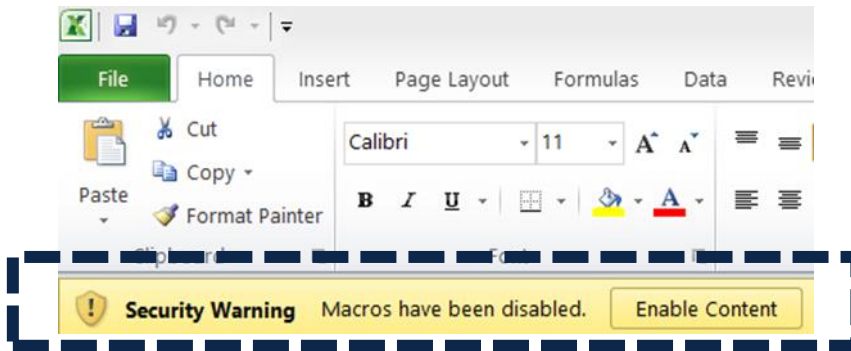 File Home Insert Page Layout Formulas Data
Cut
Calibri 11 A A
Copy
Paste
B I U A
Format Painter
Security Warning Macros have been disabled. Enable Content